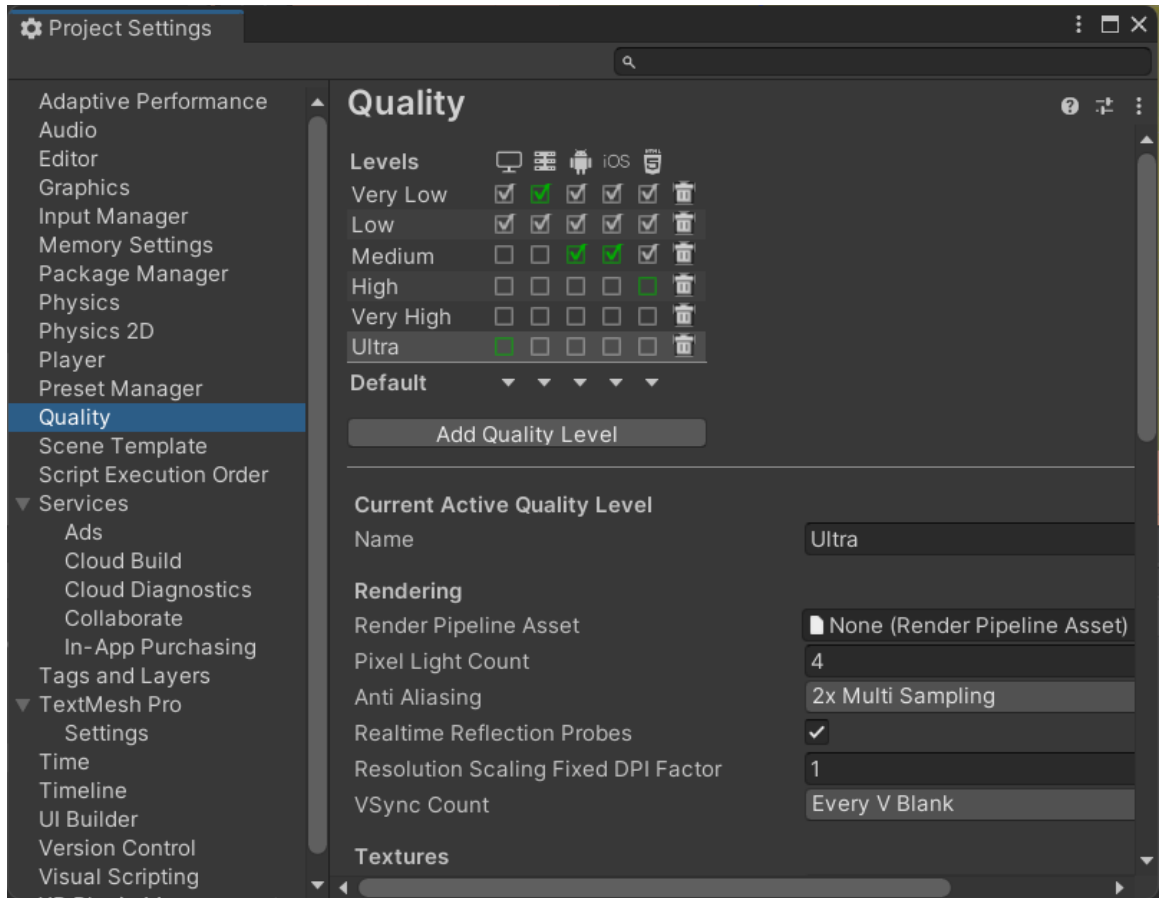 Project Settings
Adaptive Performance
Audio
Editor
Graphics
Input Manager
Memory Settings
Package Manager
Physics
Physics 2D
Player
Preset Manager
Quality
Scene Template
Script Execution Order
Services
Ads
Cloud Build
Cloud Diagnostics
Collaborate
In-App Purchasing
Tags and Layers
TextMesh Pro
Settings
Time
Timeline
UI Builder
Version Control
Visual Scripting
Quality
Levels iOS HTML 5
Very Low
Low
Medium
High
Very High
Ultra
Default
Add Quality Level
Current Active Quality Level
Name Ultra
Rendering
Render Pipeline Asset None (Render Pipeline Asset)
Pixel Light Count 4
Anti Aliasing 2x Multi Sampling
Realtime Reflection Probes
Resolution Scaling Fixed DPI Factor 1
VSync Count Every V Blank
Textures